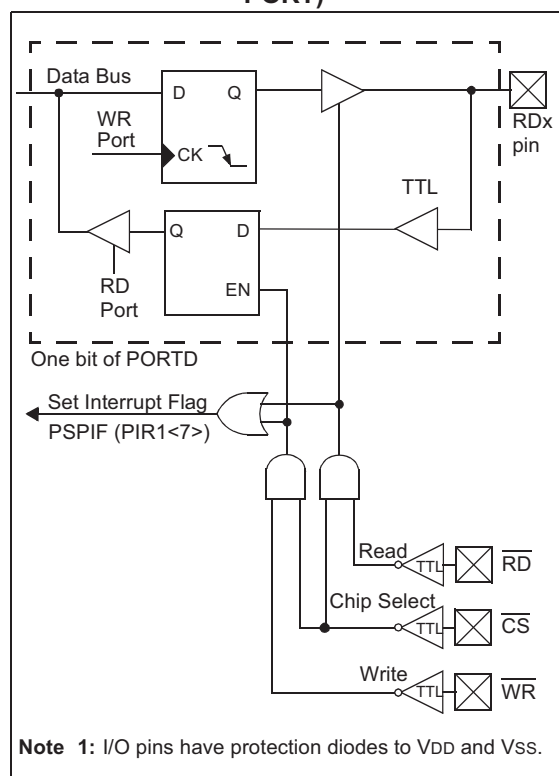 PORT)
Data Bus
D Q
WR
Port
CK
RDx
pin
TTL
Q D
RD
Port
EN
One bit of PORTD
Set Interrupt Flag
PSPIF (PIR1<7>)
Read
TTL
RD
Chip Select
TTL
CS
Write
TTL
WR
Note 1: I/O pins have protection diodes to VDD and VSS.